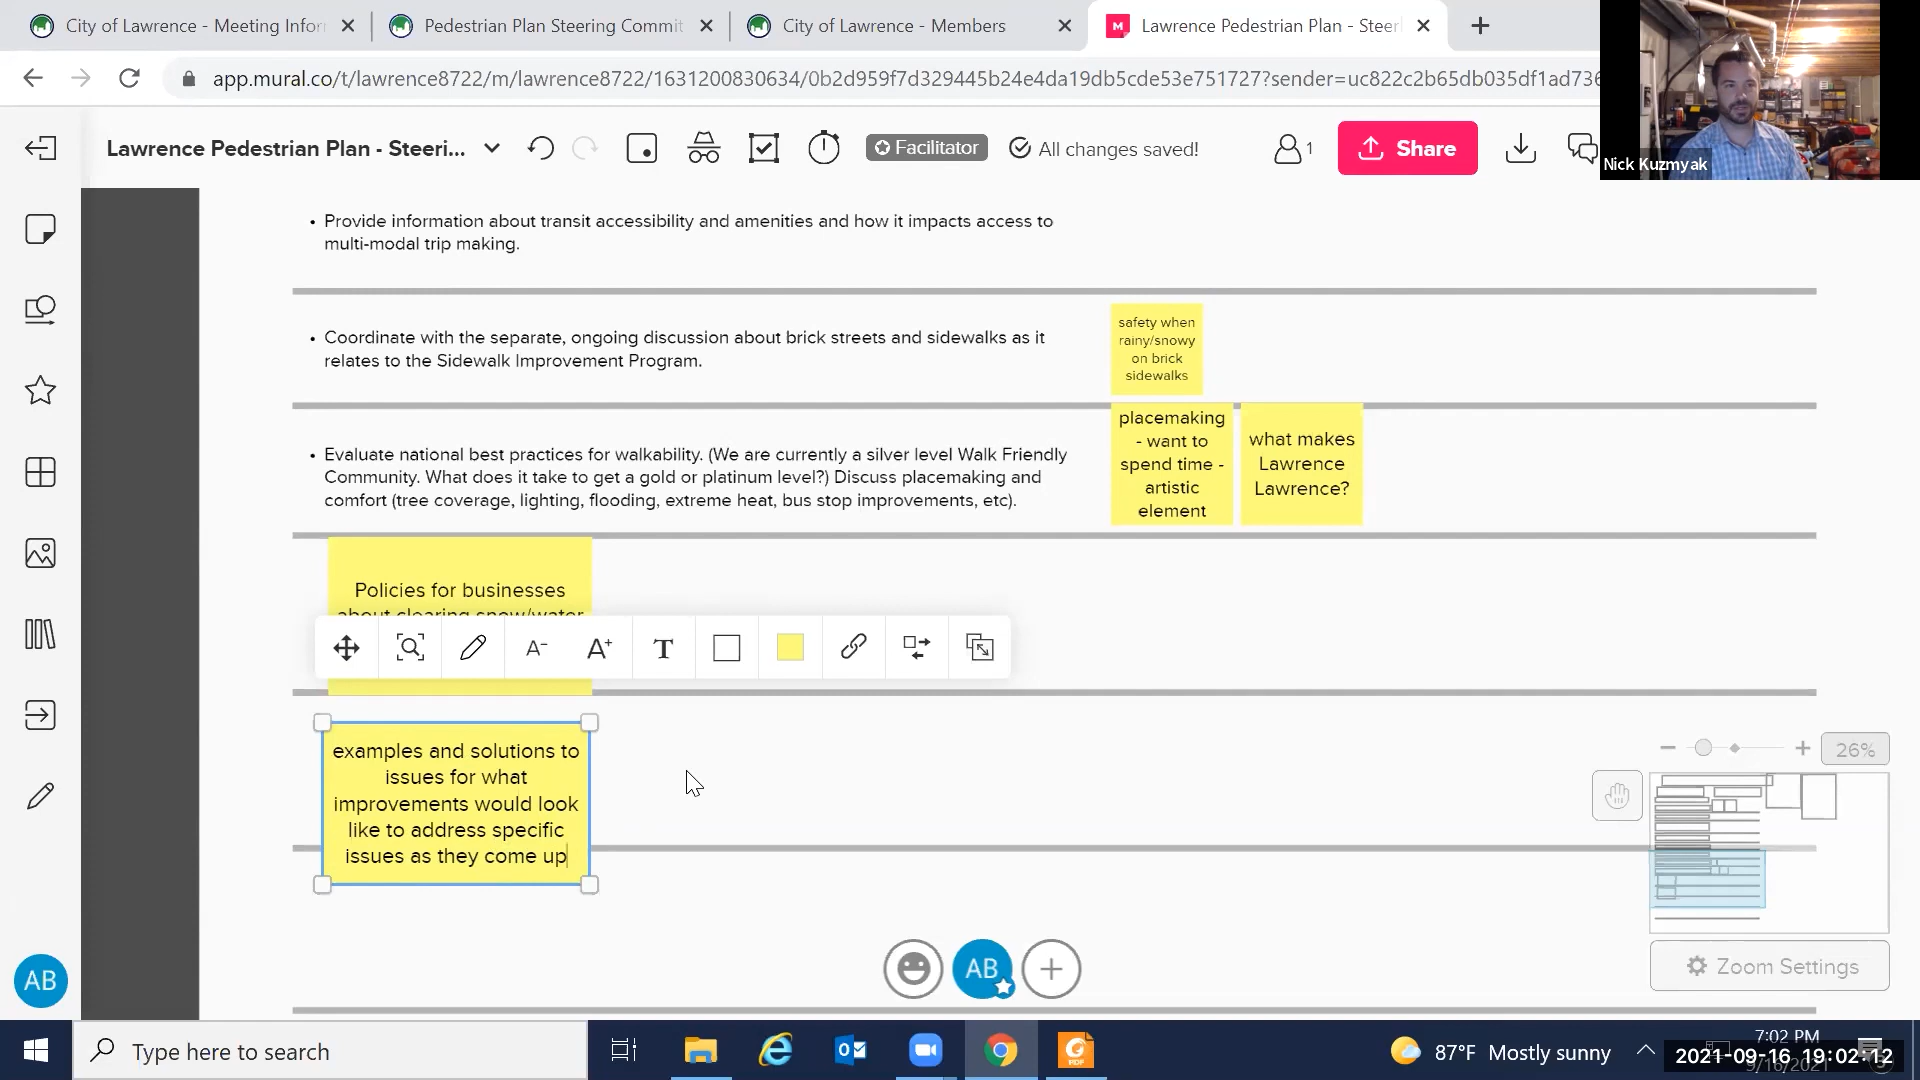 City of Lawrence - Meeting Infor
Pedestrian Plan Steering Commit
City of Lawrence - Members
Lawrence Pedestrian Plan - Steer
app.mural.co/t/lawrence8722/m/lawrence8722/1631200830634/0b2d959f7d329445b24e4da19db5cde53e751727?sender=uc822c2b65db035df1ad736
Nick Kuzmyak
Lawrence Pedestrian Plan - Steeri...
Facilitator
All changes saved!
1
Share
• Provide information about transit accessibility and amenities and how it impacts access to
multi-modal trip making.
• Coordinate with the separate, ongoing discussion about brick streets and sidewalks as it
relates to the Sidewalk Improvement Program.
safety when
rainy/snowy
on brick
sidewalks
• Evaluate national best practices for walkability. (We are currently a silver level Walk Friendly
Community. What does it take to get a gold or platinum level?) Discuss placemaking and
comfort (tree coverage, lighting, flooding, extreme heat, bus stop improvements, etc).
placemaking
- want to
spend time -
artistic
element
what makes
Lawrence
Lawrence?
Policies for businesses
about clearing snow/water
A-
A+
T
examples and solutions to
issues for what
improvements would look
like to address specific
issues as they come up
26%
Zoom Settings
AB
AB
Type here to search
87°F Mostly sunny
7:02 PM
2021-09-16 19:02:12
9/16/2021